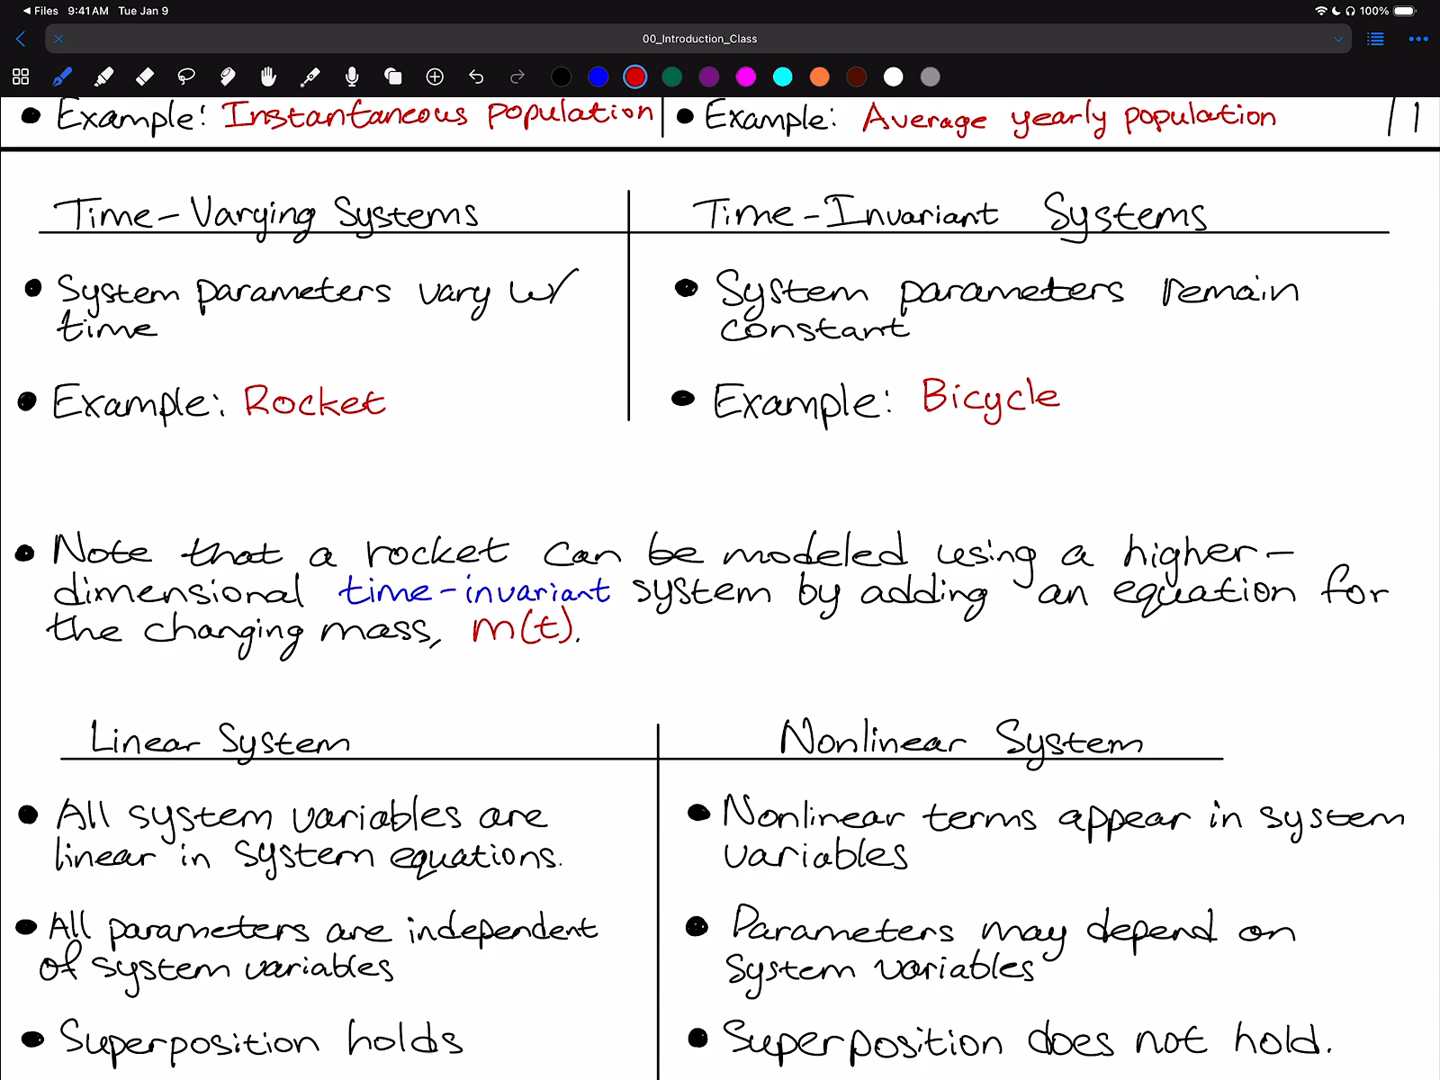 Files 9:41 AM Tue Jan 9 100%
00_Introduction_Class
• Example: Instantaneous population
• Example: Average yearly population
Time-Varying Systems
• System parameters vary w/
time
• Example: Rocket
Time-Invariant Systems
• System parameters remain
constant
• Example: Bicycle
• Note that a rocket can be modeled using a higher-
dimensional time-invariant system by adding an equation for
the changing mass, m(t).
Linear System
• All system variables are
linear in system equations.
• All parameters are independent
of system variables
• Superposition holds
Nonlinear System
• Nonlinear terms appear in system
variables
• Parameters may depend on
system variables
• Superposition does not hold.